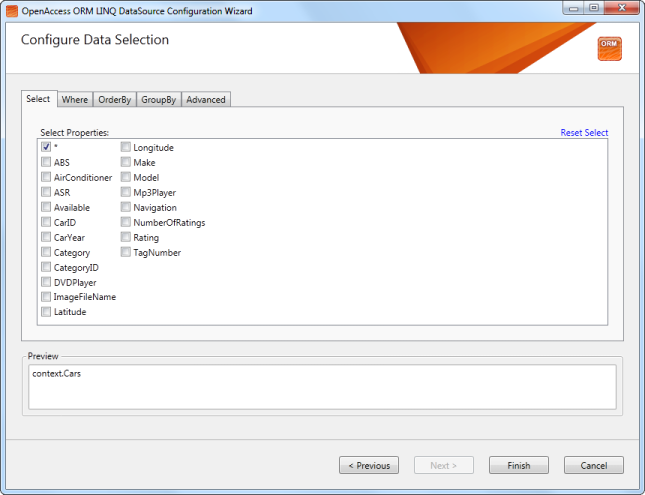 OpenAccess ORM LINQ DataSource Configuration Wizard
Configure Data Selection
ORM
Select Where OrderBy GroupBy Advanced
Select Properties: Reset Select
*
ABS
AirConditioner
ASR
Available
CarID
CarYear
Category
CategoryID
DVDPlayer
ImageFileName
Latitude
Longitude
Make
Model
Mp3Player
Navigation
NumberOfRatings
Rating
TagNumber
Preview
context.Cars
< Previous Next > Finish Cancel